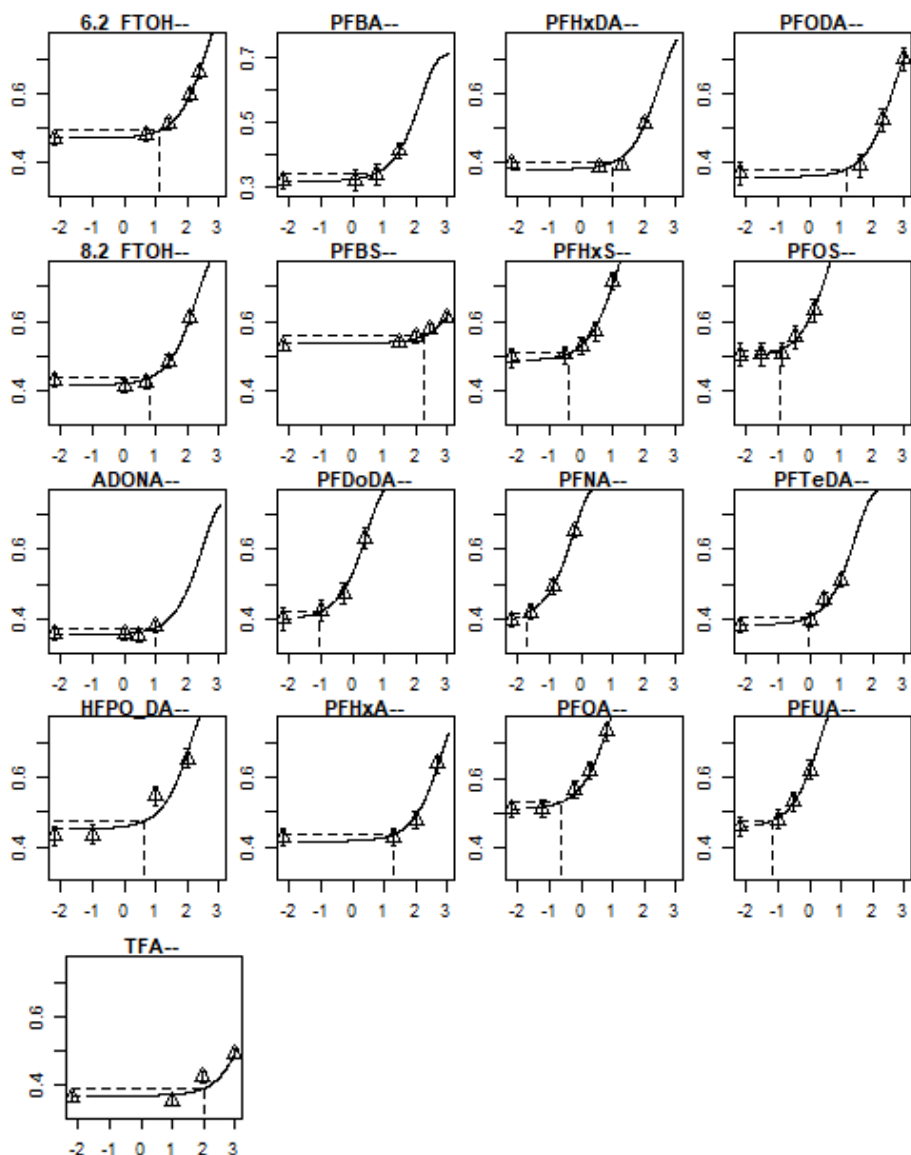 6.2 FTOH--
0.6
0.4
-2 -1 0 1 2 3
PFBA--
0.7
0.5
0.3
-2 -1 0 1 2 3
PFHxDA--
0.6
0.4
-2 -1 0 1 2 3
PFODA--
0.6
0.4
-2 -1 0 1 2 3
8.2 FTOH--
0.6
0.4
-2 -1 0 1 2 3
PFBS--
0.6
0.4
-2 -1 0 1 2 3
PFHxS--
0.6
0.4
-2 -1 0 1 2 3
PFOS--
0.6
0.4
-2 -1 0 1 2 3
ADONA--
0.6
0.4
-2 -1 0 1 2 3
PFDoDA--
0.6
0.4
-2 -1 0 1 2 3
PFNA--
0.6
0.4
-2 -1 0 1 2 3
PFTeDA--
0.6
0.4
-2 -1 0 1 2 3
HFPO_DA--
0.6
0.4
-2 -1 0 1 2 3
PFHxA--
0.6
0.4
-2 -1 0 1 2 3
PFOA--
0.6
0.4
-2 -1 0 1 2 3
PFUA--
0.6
0.4
-2 -1 0 1 2 3
TFA--
0.6
0.4
-2 -1 0 1 2 3